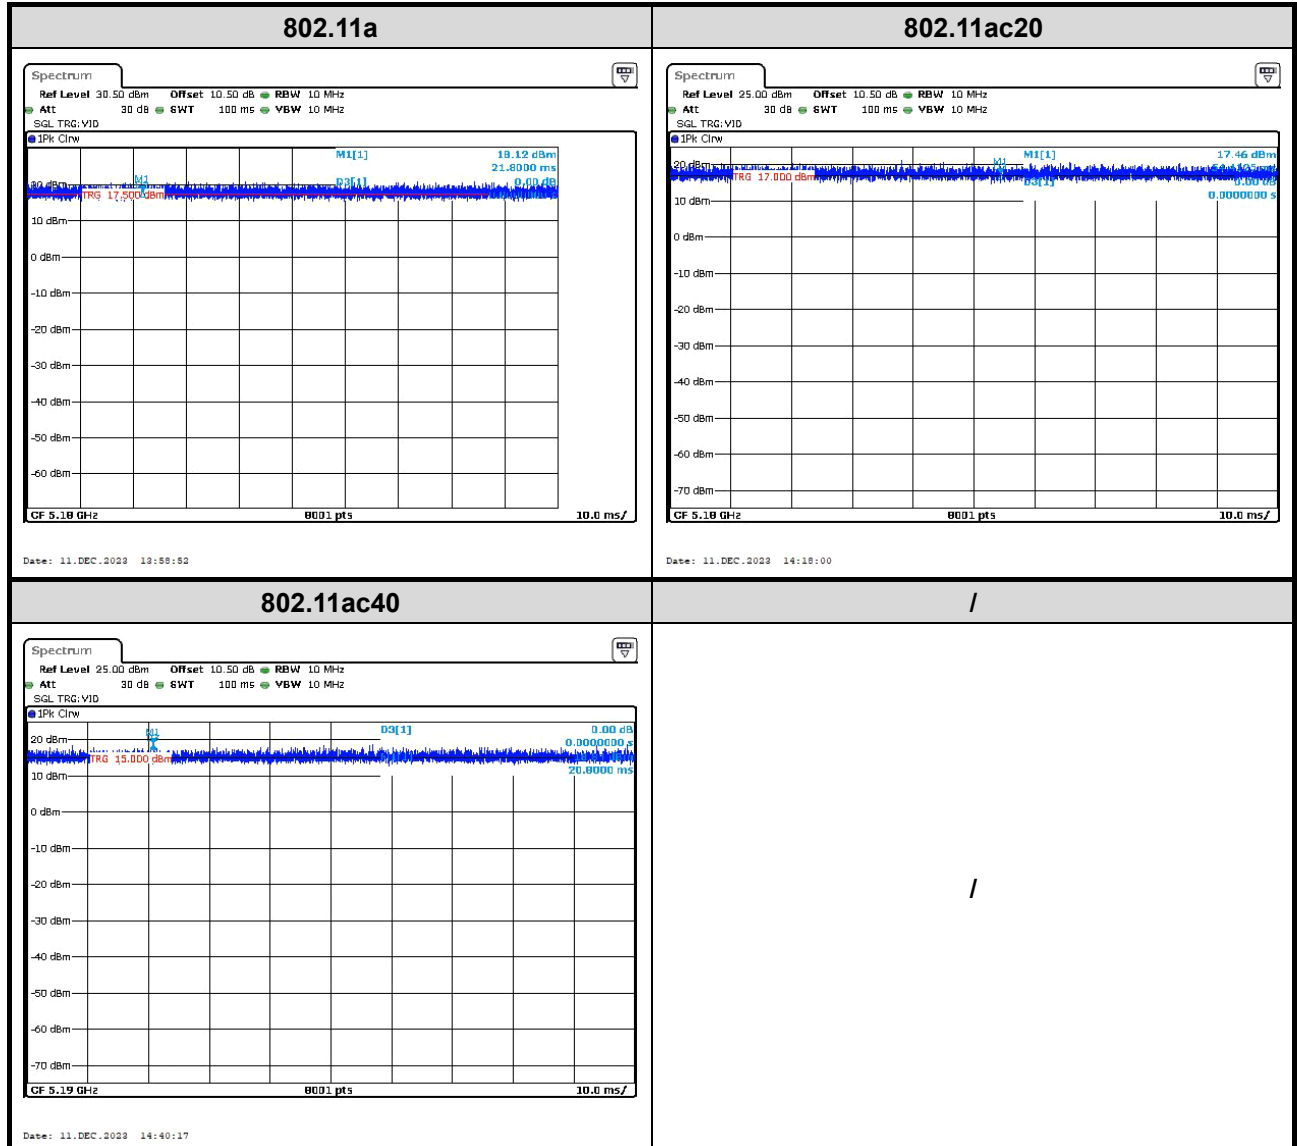 802.11a
Spectrum
Ref Level 30.50 dBm Offset 10.50 dB RBW 10 MHz
Att 30 dB SWT 100 ms VBW 10 MHz
SGL TRG:VID
1Pk Clrw
M1[1] 18.12 dBm
21.8000 ms
D3[1] 0.00 dB
M1
20 dBm
TRG 17.500 dBm
10 dBm
0 dBm
-10 dBm
-20 dBm
-30 dBm
-40 dBm
-50 dBm
-60 dBm
CF 5.18 GHz 8001 pts 10.0 ms/
Date: 11.DEC.2023 13:58:52
802.11ac20
Spectrum
Ref Level 25.00 dBm Offset 10.50 dB RBW 10 MHz
Att 30 dB SWT 100 ms VBW 10 MHz
SGL TRG:VID
1Pk Clrw
M1[1] 17.46 dBm
20 dBm
M1
TRG 17.000 dBm
D3[1] 0.00 dB
0.0000000 s
10 dBm
0 dBm
-10 dBm
-20 dBm
-30 dBm
-40 dBm
-50 dBm
-60 dBm
-70 dBm
CF 5.18 GHz 8001 pts 10.0 ms/
Date: 11.DEC.2023 14:18:00
802.11ac40
Spectrum
Ref Level 25.00 dBm Offset 10.50 dB RBW 10 MHz
Att 30 dB SWT 100 ms VBW 10 MHz
SGL TRG:VID
1Pk Clrw
D3[1] 0.00 dB
0.0000000 s
M1
20 dBm
TRG 15.000 dBm
20.8000 ms
10 dBm
0 dBm
-10 dBm
-20 dBm
-30 dBm
-40 dBm
-50 dBm
-60 dBm
-70 dBm
CF 5.19 GHz 8001 pts 10.0 ms/
Date: 11.DEC.2023 14:40:17
/
/